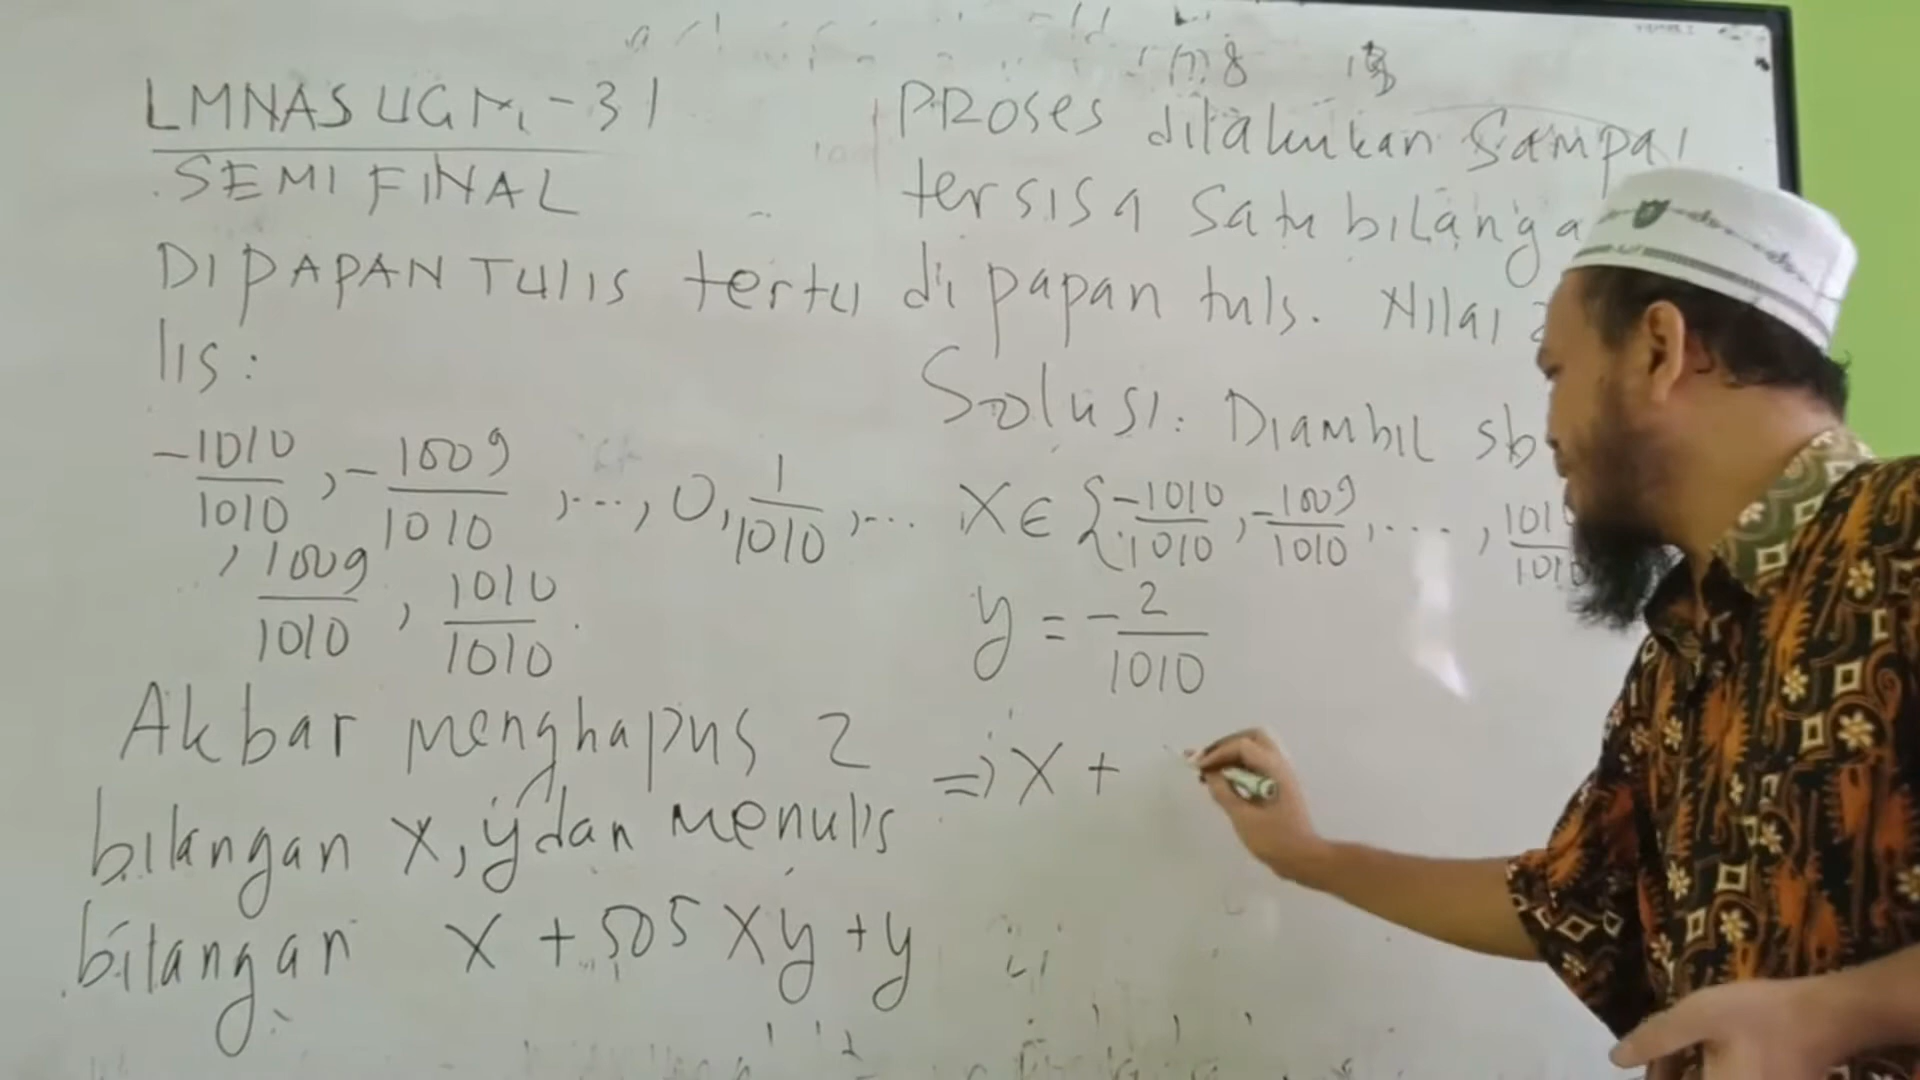 LMNAS UGM - 31
SEMI FINAL
DI PAPAN TULIS tertu
lis :
-1010/1010, -1009/1010, ..., 0, 1/1010, ...
, 1009/1010, 1010/1010.
Akbar menghapus 2
bilangan x, y dan menulis
bilangan x + 505 xy + y
PROSES dilakukan Sampai
tersisa satu bilanga
di papan tuls. Nilai
Solusi: Diambil sb
x ∈ {-1010/1010, -1009/1010, ..., 101
y = -2/1010
=> x +